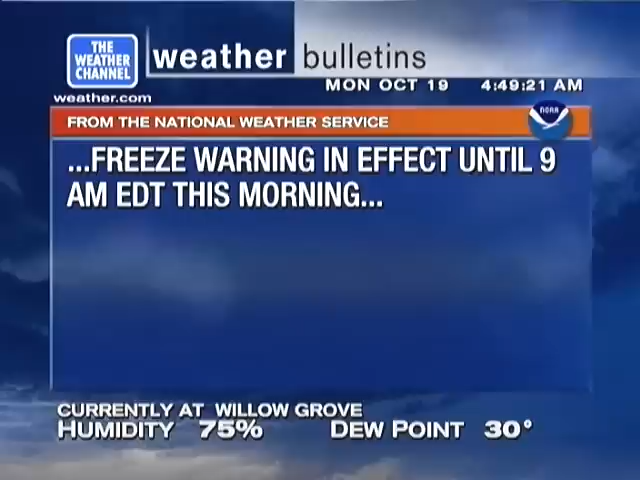 THE
WEATHER
CHANNEL
weather bulletins
weather.com
MON OCT 19 4:49:21 AM
FROM THE NATIONAL WEATHER SERVICE
NOAA
...FREEZE WARNING IN EFFECT UNTIL 9
AM EDT THIS MORNING...
CURRENTLY AT WILLOW GROVE
HUMIDITY 75% DEW POINT 30°